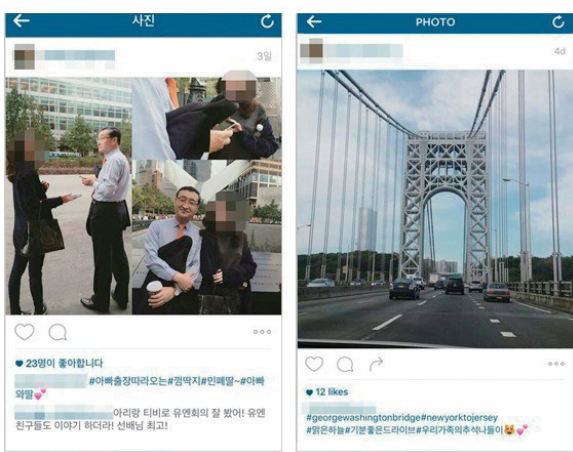 사진
3일
23명이 좋아합니다
#아빠출장따라오는#껌딱지#민폐딸~#아빠
와딸
아리랑 티비로 유엔회의 잘 봤어! 유엔
친구들도 이야기 하더라! 선배님 최고!
PHOTO
4d
12 likes
#georgewashingtonbridge#newyorktojersey
#맑은하늘#기분좋은드라이브#우리가족의추석나들이